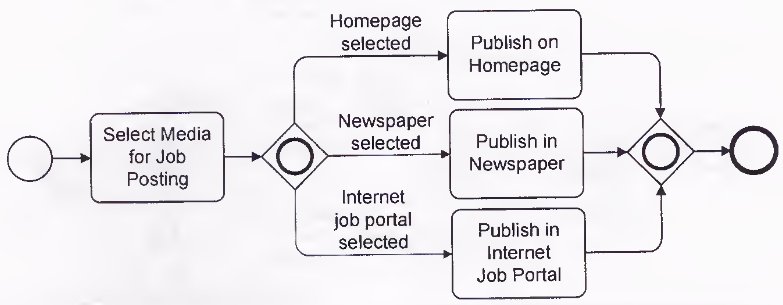 Homepage
selected
Publish on
Homepage
Select Media
for Job
Posting
Newspaper
selected
Publish in
Newspaper
Internet
job portal
selected
Publish in
Internet
Job Portal